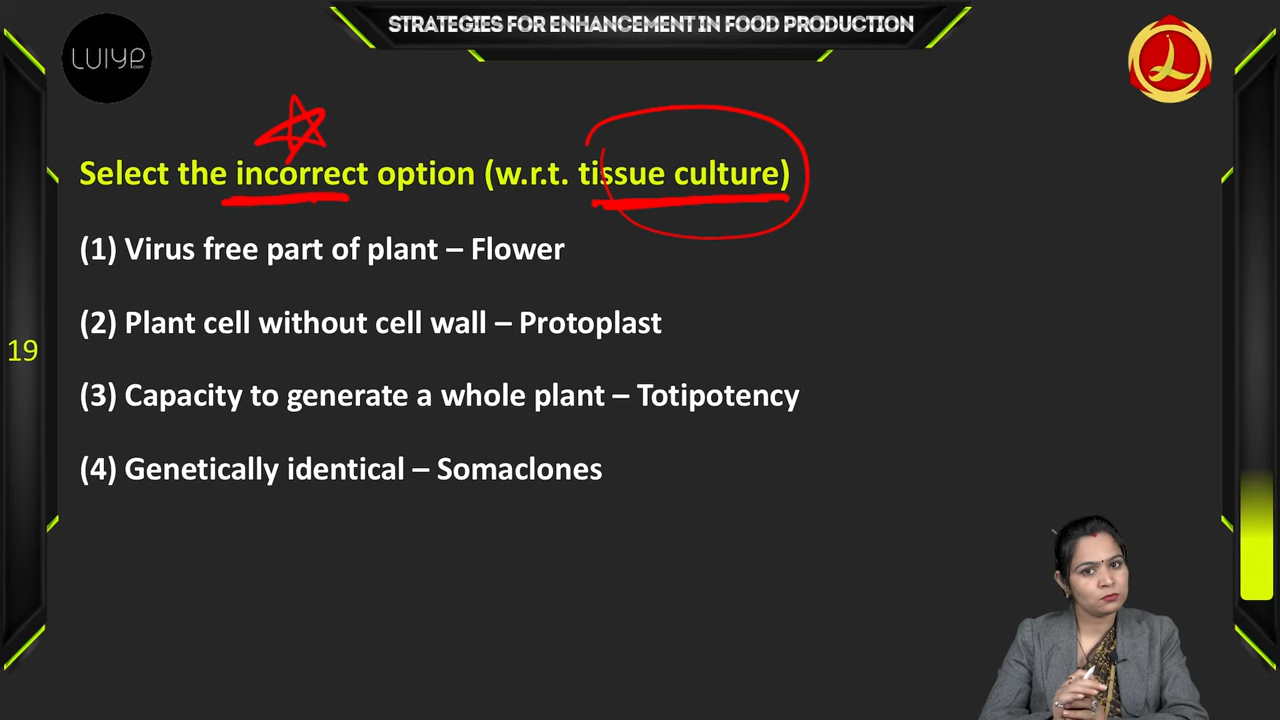 STRATEGIES FOR ENHANCEMENT IN FOOD PRODUCTION
LUIYP
.com
L
Select the incorrect option (w.r.t. tissue culture)
(1) Virus free part of plant – Flower
(2) Plant cell without cell wall – Protoplast
19
(3) Capacity to generate a whole plant – Totipotency
(4) Genetically identical – Somaclones